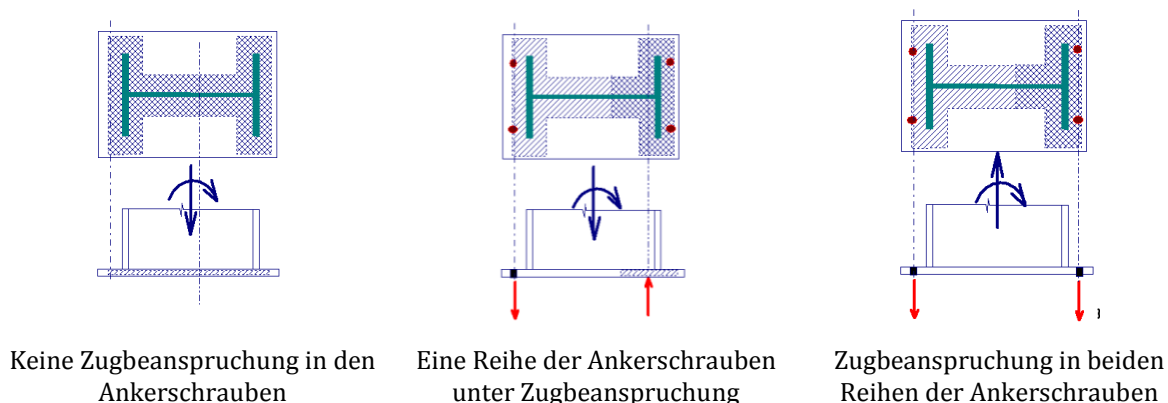 Keine Zugbeanspruchung in den
Ankerschrauben
Eine Reihe der Ankerschrauben
unter Zugbeanspruchung
Zugbeanspruchung in beiden
Reihen der Ankerschrauben